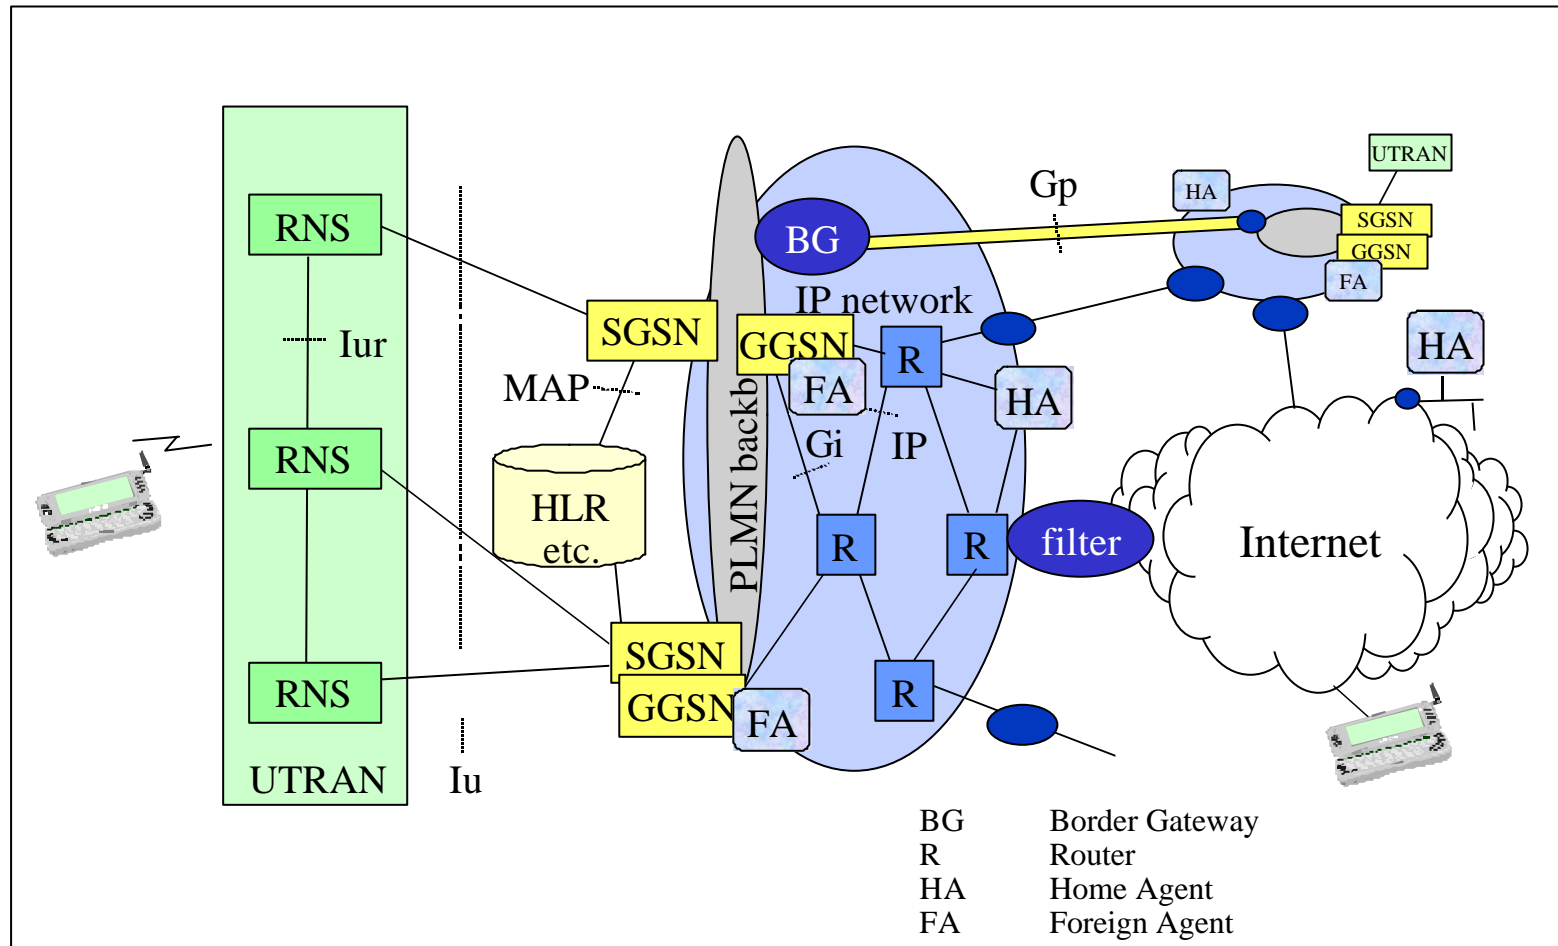 UTRAN
HA
Gp
RNS
SGSN
BG
GGSN
FA
IP network
SGSN
GGSN
Iur
R
HA
MAP
FA
HA
Gi
IP
RNS
PLMN backb
HLR
etc.
R
R
filter
Internet
SGSN
RNS
R
GGSN
FA
UTRAN
Iu
BG Border Gateway
R Router
HA Home Agent
FA Foreign Agent